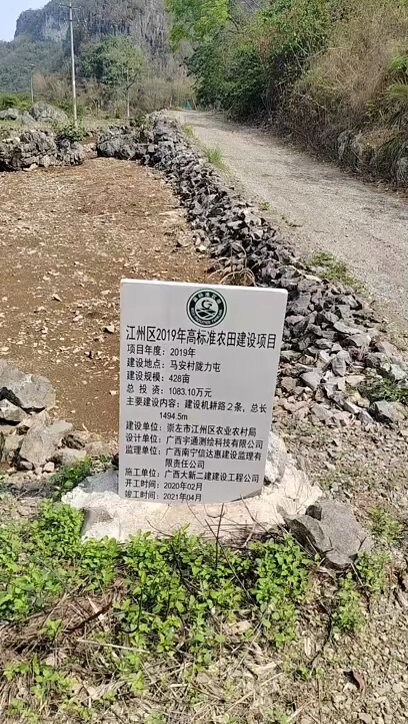 江州区2019年高标准农田建设项目
项目年度：2019年
建设地点：马安村陇力屯
建设规模：428亩
总 投 资：1083.10万元
主要建设内容：建设机耕路2条，总长
1494.5m
建设单位：崇左市江州区农业农村局
设计单位：广西宇通测绘科技有限公司
监理单位：广西南宁信达惠建设监理有
限责任公司
施工单位：广西大新二建建设工程公司
开工时间：2020年02月
竣工时间：2021年04月